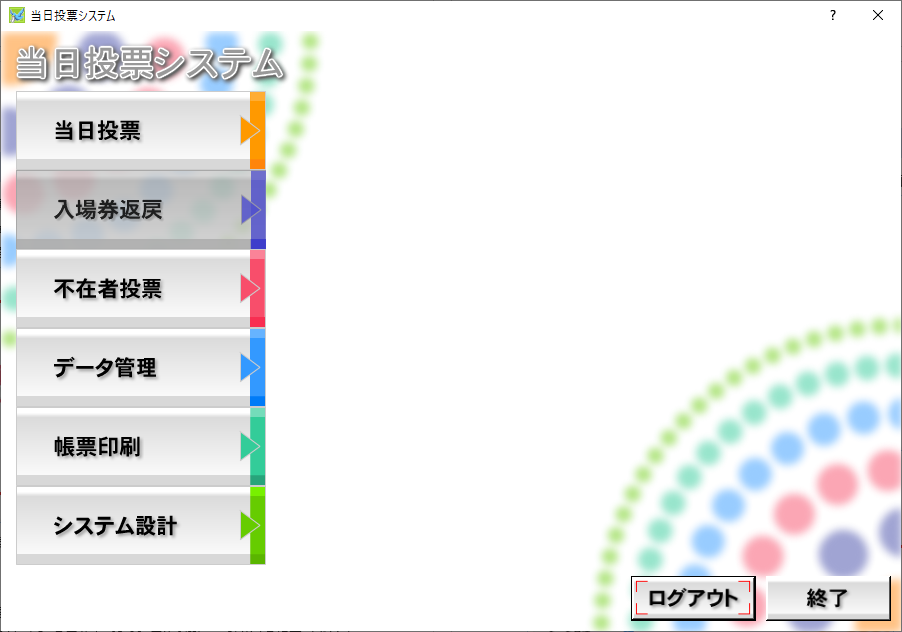 当日投票システム
?
当日投票システム
当日投票
入場券返戻
不在者投票
データ管理
帳票印刷
システム設計
ログアウト
終了